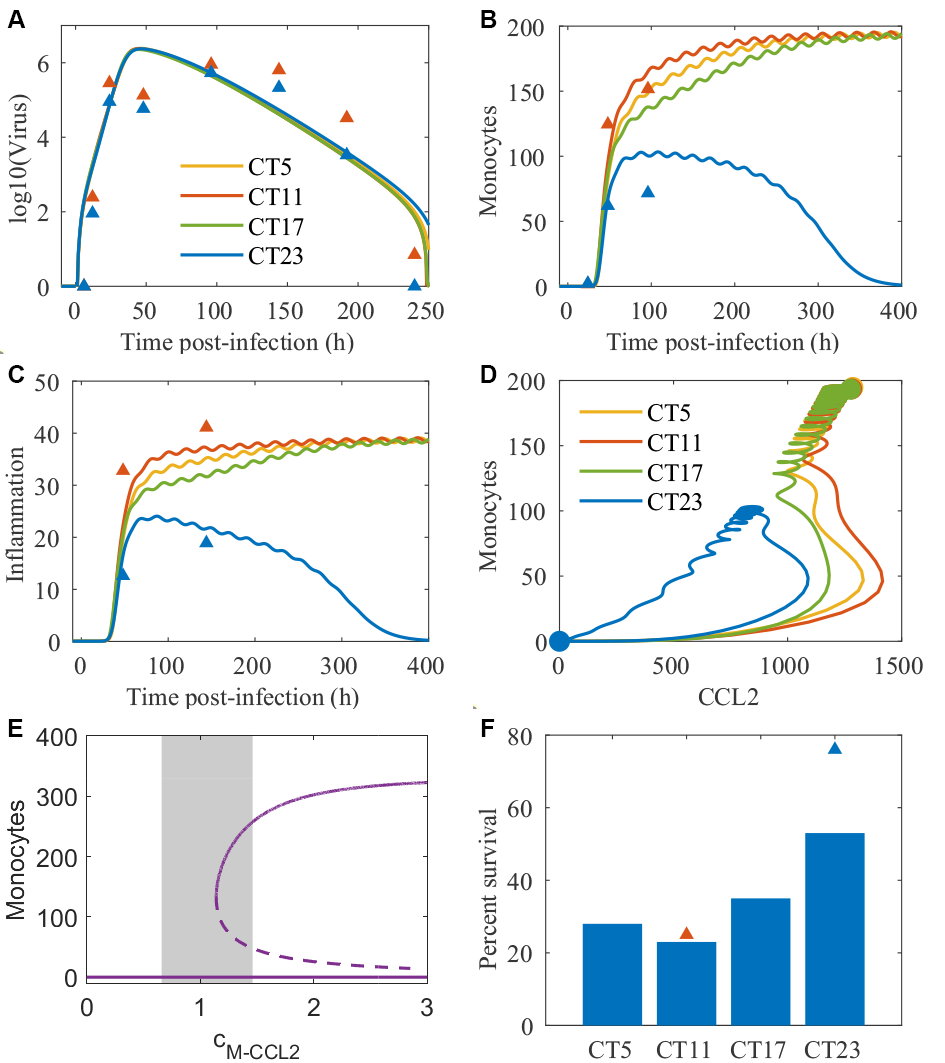 A
log10(Virus)
6
4
2
0
CT5
CT11
CT17
CT23
0 50 100 150 200 250
Time post-infection (h)
B
Monocytes
200
150
100
50
0
0 100 200 300 400
Time post-infection (h)
C
Inflammation
50
40
30
20
10
0
0 100 200 300 400
Time post-infection (h)
D
Monocytes
200
150
100
50
0
CT5
CT11
CT17
CT23
0 500 1000 1500
CCL2
E
Monocytes
400
300
200
100
0
0 1 2 3
cM-CCL2
F
Percent survival
80
60
40
20
0
CT5 CT11 CT17 CT23